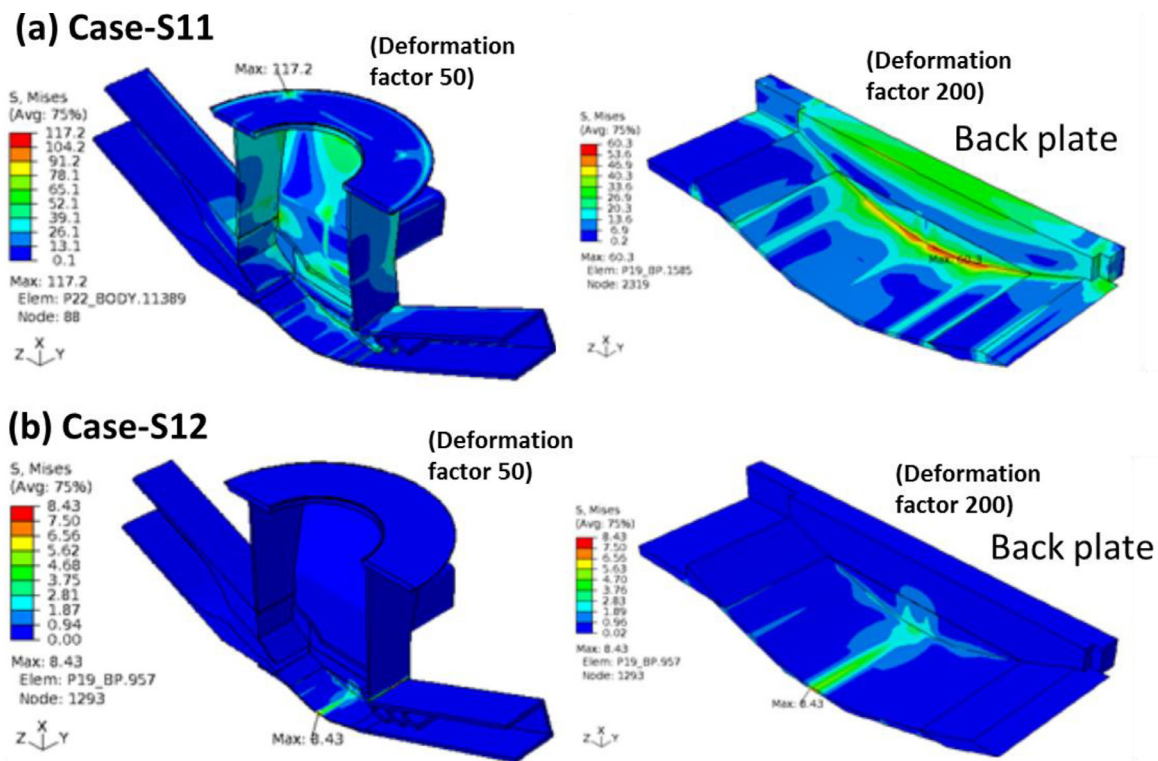 (a) Case-S11
(Deformation
factor 50)
Max: 117.2
S, Mises
(Avg: 75%)
117.2
104.2
91.2
78.1
65.1
52.1
39.1
26.1
13.1
0.1
Max: 117.2
Elem: P22_BODY.11389
Node: 88
X
Z Y
(Deformation
factor 200)
Back plate
S, Mises
(Avg: 75%)
60.3
53.6
46.9
40.3
33.6
26.9
20.3
13.6
6.9
0.2
Max: 60.3
Elem: P19_BP.1585
Node: 2319
Max: 60.3
X
Z Y
(b) Case-S12
(Deformation
factor 50)
S, Mises
(Avg: 75%)
8.43
7.50
6.56
5.62
4.68
3.75
2.81
1.87
0.94
0.00
Max: 8.43
Elem: P19_BP.957
Node: 1293
Max: 8.43
X
Z Y
(Deformation
factor 200)
Back plate
S, Mises
(Avg: 75%)
8.43
7.50
6.56
5.63
4.70
3.76
2.83
1.89
0.96
0.02
Max: 8.43
Elem: P19_BP.957
Node: 1293
Max: 8.43
X
Z Y